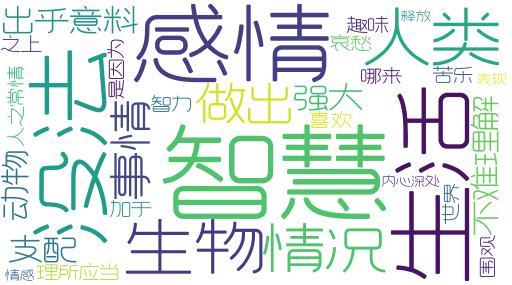 出乎意料
之上
人之常情
没法
是因为
事情
感情
趣味
释放
哀愁
人类
哪来
苦乐
表现
智力
做出
强大
喜欢
生活
不难理解
智慧
动物
加于
内心深处
世界
支配
生物
情况
围观
情感
理所应当